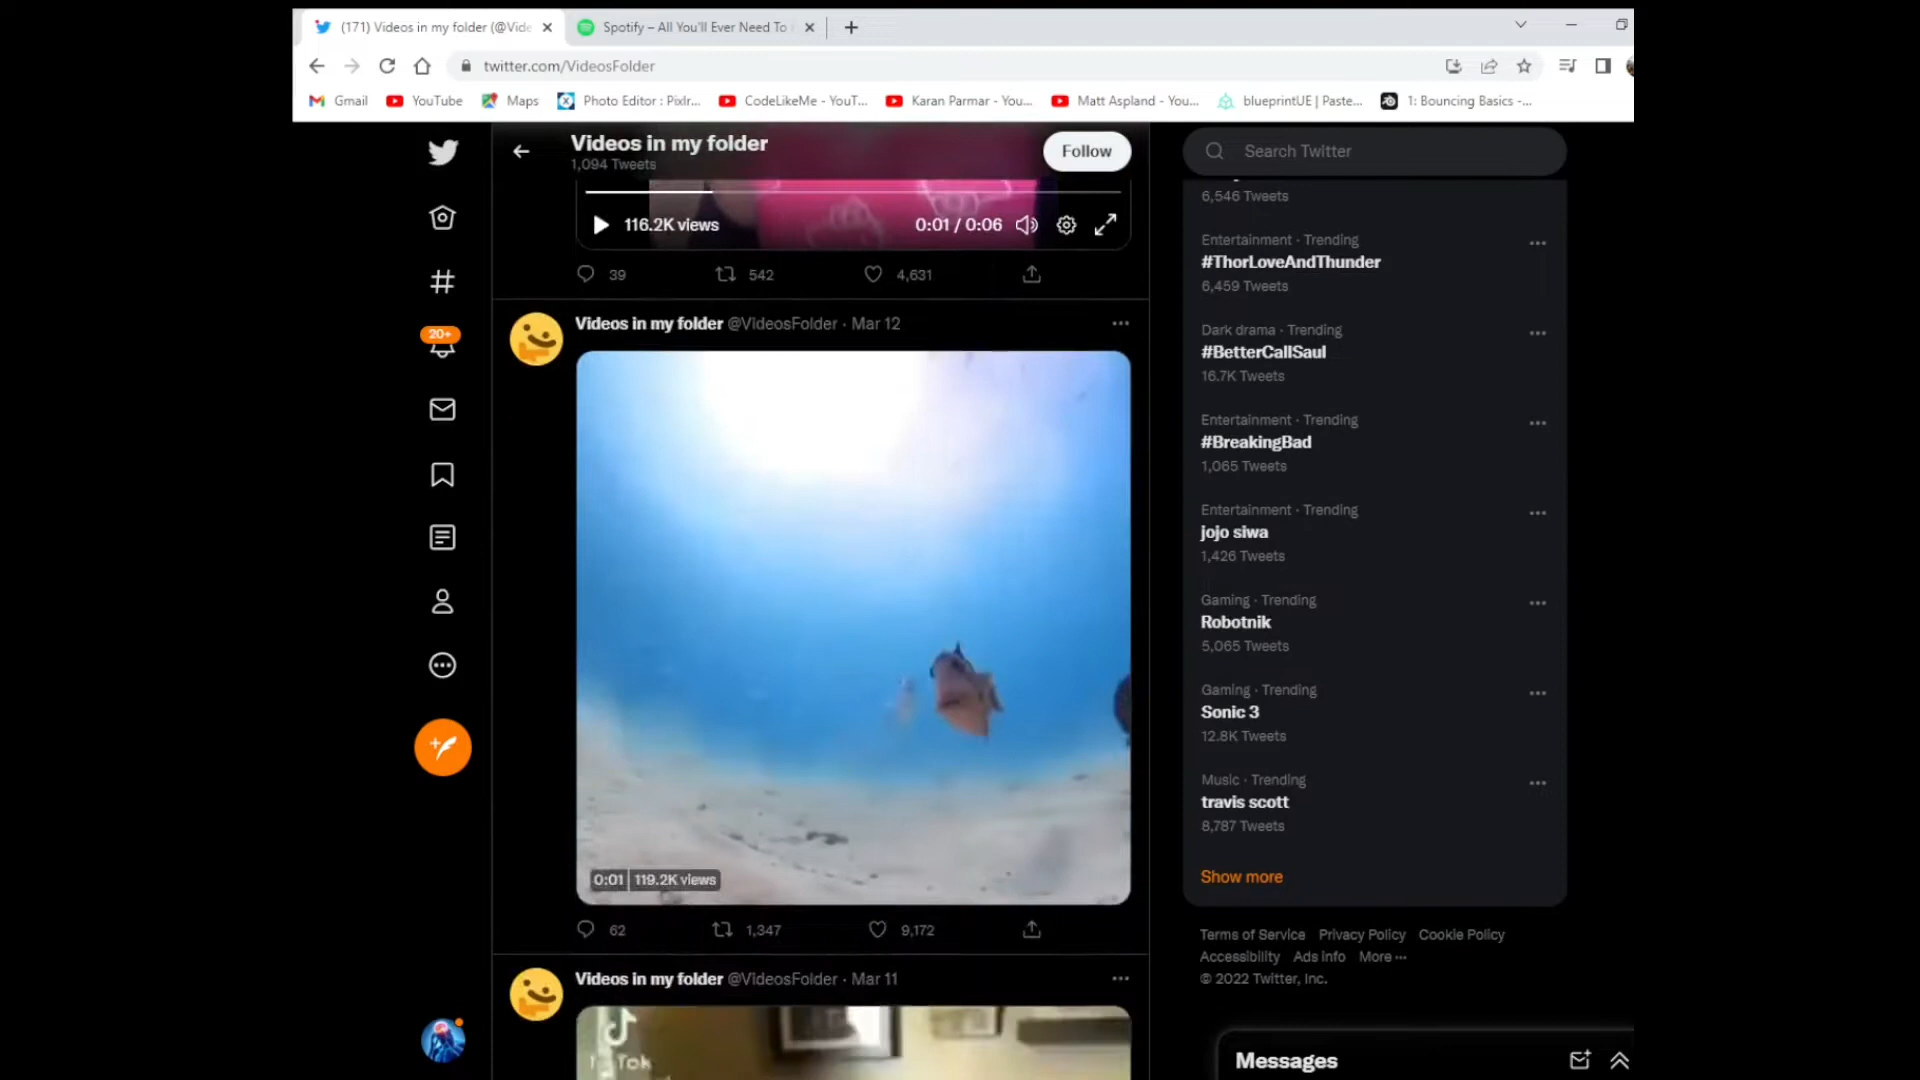 (171) Videos in my folder (@Vide
Spotify – All You'll Ever Need To
twitter.com/VideosFolder
Gmail
YouTube
Maps
Photo Editor : Pixlr...
CodeLikeMe - YouT...
Karan Parmar - You...
Matt Aspland - You...
blueprintUE | Paste...
1: Bouncing Basics -...
Videos in my folder
1,094 Tweets
Follow
Search Twitter
116.2K views
0:01 / 0:06
39
542
4,631
20+
Videos in my folder @VideosFolder · Mar 12
0:01
119.2K views
62
1,347
9,172
Videos in my folder @VideosFolder · Mar 11
6,546 Tweets
Entertainment · Trending
#ThorLoveAndThunder
6,459 Tweets
Dark drama · Trending
#BetterCallSaul
16.7K Tweets
Entertainment · Trending
#BreakingBad
1,065 Tweets
Entertainment · Trending
jojo siwa
1,426 Tweets
Gaming · Trending
Robotnik
5,065 Tweets
Gaming · Trending
Sonic 3
12.8K Tweets
Music · Trending
travis scott
8,787 Tweets
Show more
Terms of Service Privacy Policy Cookie Policy
Accessibility Ads info More ···
© 2022 Twitter, Inc.
Messages